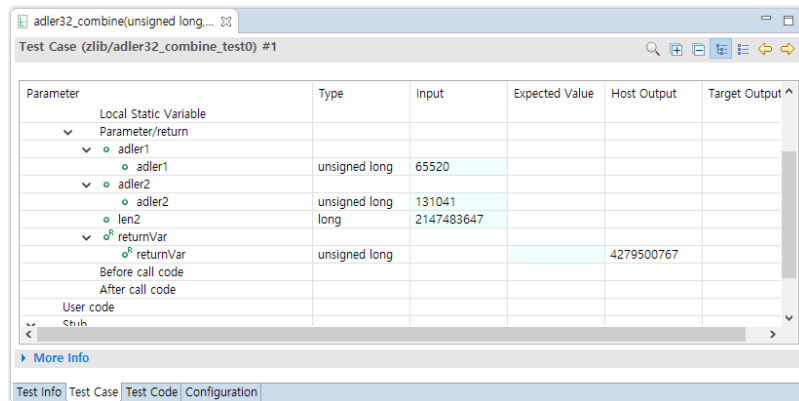 adler32_combine(unsigned long,...
Test Case (zlib/adler32_combine_test0) #1
Parameter Type Input Expected Value Host Output Target Output
Local Static Variable
Parameter/return
adler1
adler1 unsigned long 65520
adler2
adler2 unsigned long 131041
len2 long 2147483647
returnVar
returnVar unsigned long 4279500767
Before call code
After call code
User code
Stub
More Info
Test Info Test Case Test Code Configuration